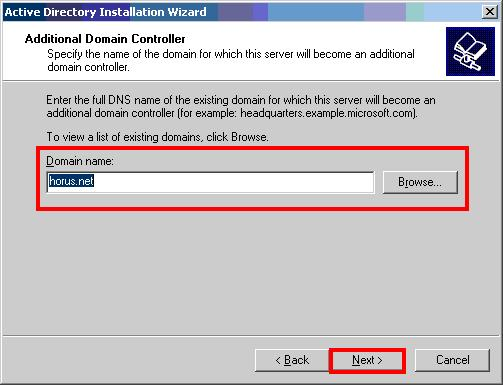 Active Directory Installation Wizard
Additional Domain Controller
Specify the name of the domain for which this server will become an additional
domain controller.
Enter the full DNS name of the existing domain for which this server will become an
additional domain controller (for example: headquarters.example.microsoft.com).
To view a list of existing domains, click Browse.
Domain name:
horus.net
Browse...
< Back
Next >
Cancel